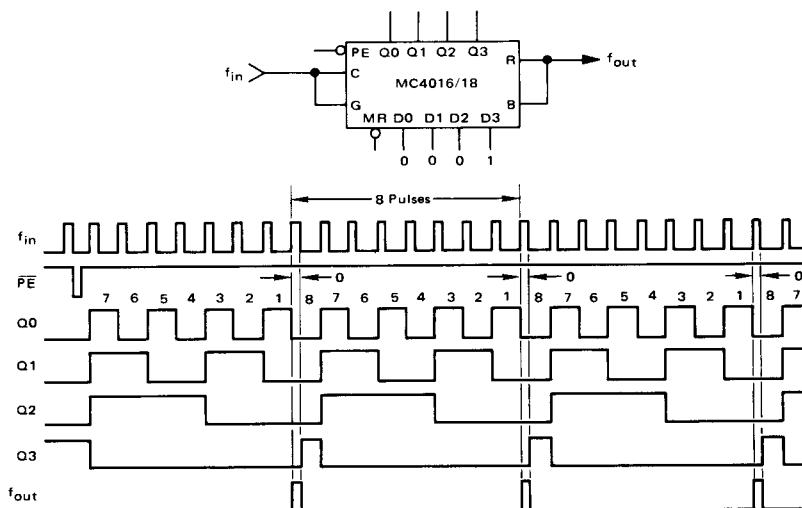 PE Q0 Q1 Q2 Q3
f_in C R f_out
MC4016/18
G B
MR D0 D1 D2 D3
0 0 0 1
8 Pulses
f_in
P̅E̅ 0 0 0
7 6 5 4 3 2 1 8 7 6 5 4 3 2 1 8 7 6 5 4 3 2 1 8 7
Q0
Q1
Q2
Q3
f_out